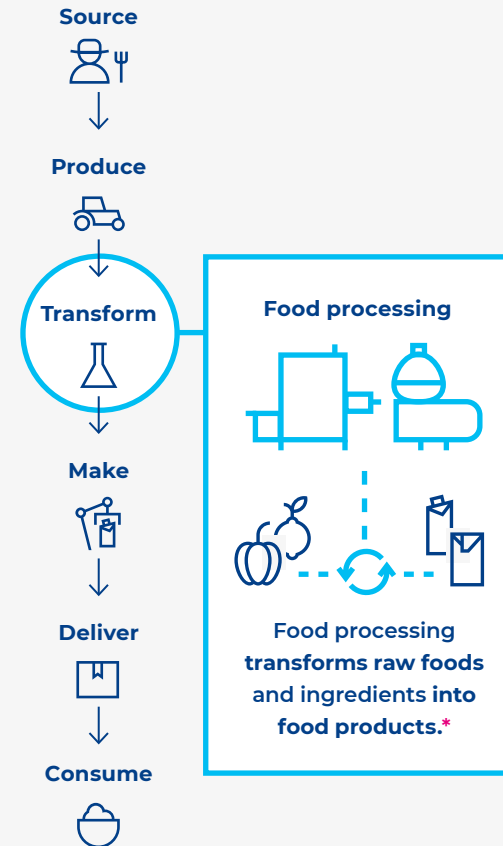 Source
Produce
Transform
Make
Deliver
Consume
Food processing
Food processing
transforms raw foods
and ingredients into
food products.*